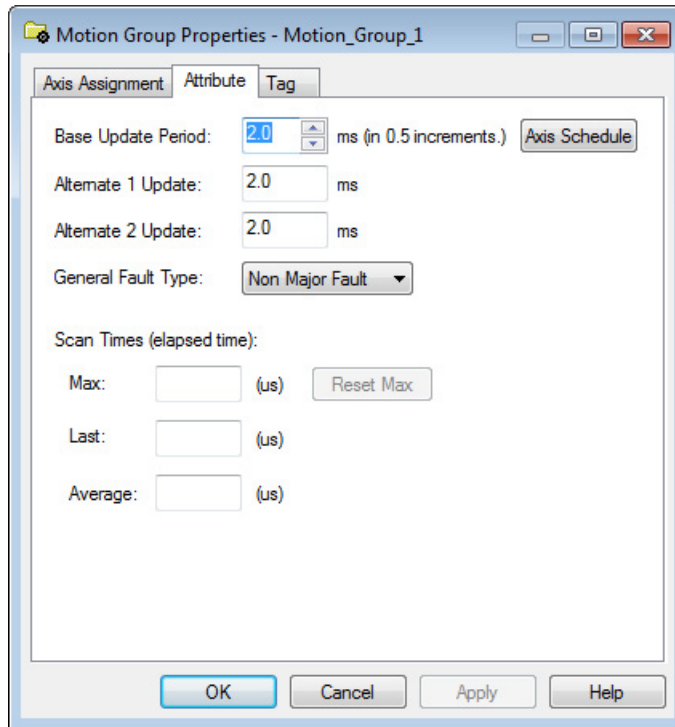 Motion Group Properties - Motion_Group_1
Axis Assignment Attribute Tag
Base Update Period: 2.0 ms (in 0.5 increments.) Axis Schedule
Alternate 1 Update: 2.0 ms
Alternate 2 Update: 2.0 ms
General Fault Type: Non Major Fault
Scan Times (elapsed time):
Max: (us) Reset Max
Last: (us)
Average: (us)
OK Cancel Apply Help